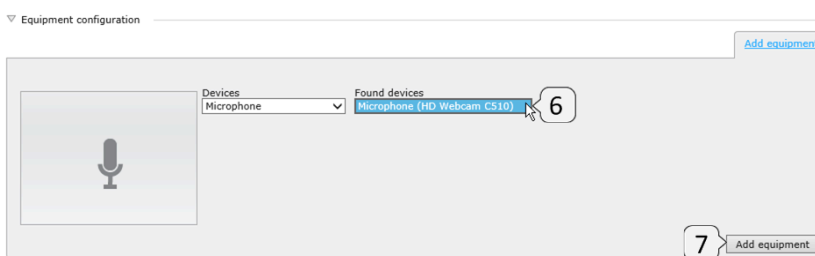 Equipment configuration
Add equipment
Devices
Found devices
Microphone
Microphone (HD Webcam C510)
6
7
Add equipment